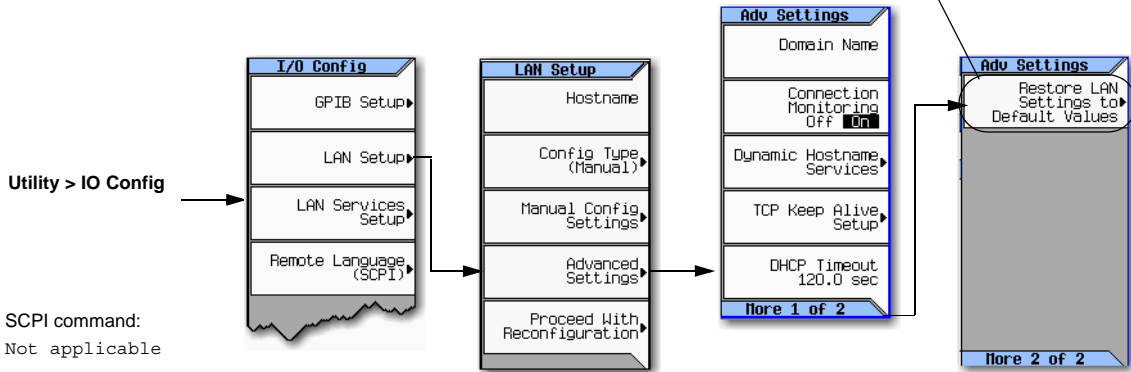 Utility > IO Config
SCPI command:
Not applicable
I/O Config
GPIB Setup
LAN Setup
LAN Services
Setup
Remote Language
(SCPI)
LAN Setup
Hostname
Config Type
(Manual)
Manual Config
Settings
Advanced
Settings
Proceed With
Reconfiguration
Adv Settings
Domain Name
Connection
Monitoring
Off On
Dynamic Hostname
Services
TCP Keep Alive
Setup
DHCP Timeout
120.0 sec
More 1 of 2
Adv Settings
Restore LAN
Settings to
Default Values
More 2 of 2